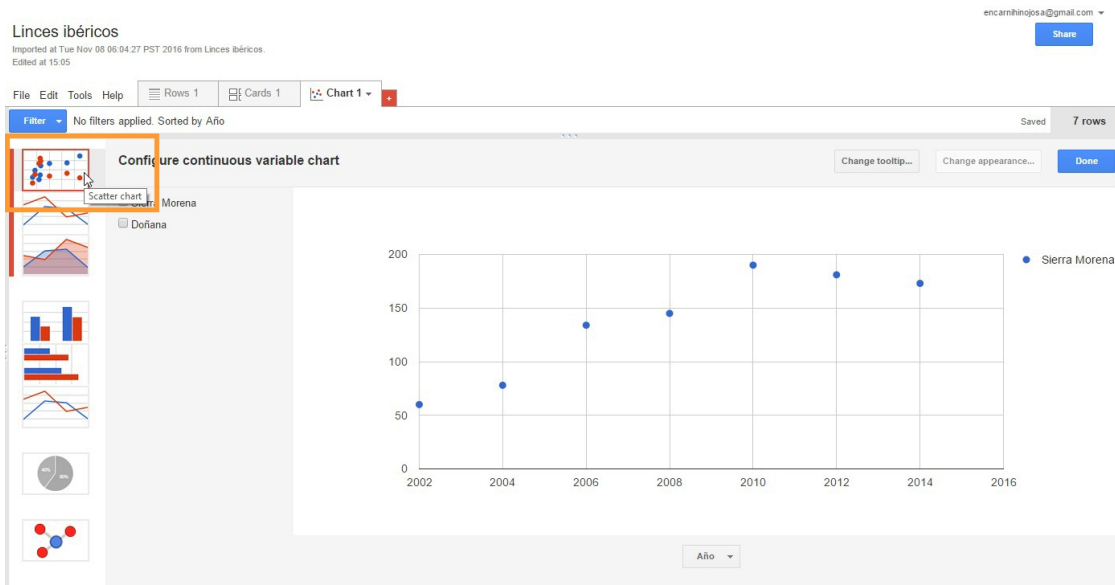 encarnihinojosa@gmail.com
Linces ibéricos
Share
Imported at Tue Nov 08 06:04:27 PST 2016 from Linces ibéricos.
Edited at 15:05
File Edit Tools Help Rows 1 Cards 1 Chart 1
+
Filter No filters applied. Sorted by Año Saved 7 rows
Configure continuous variable chart Change tooltip... Change appearance... Done
Scatter chart
Sierra Morena
Doñana
200
Sierra Morena
150
100
50
0
2002 2004 2006 2008 2010 2012 2014 2016
Año